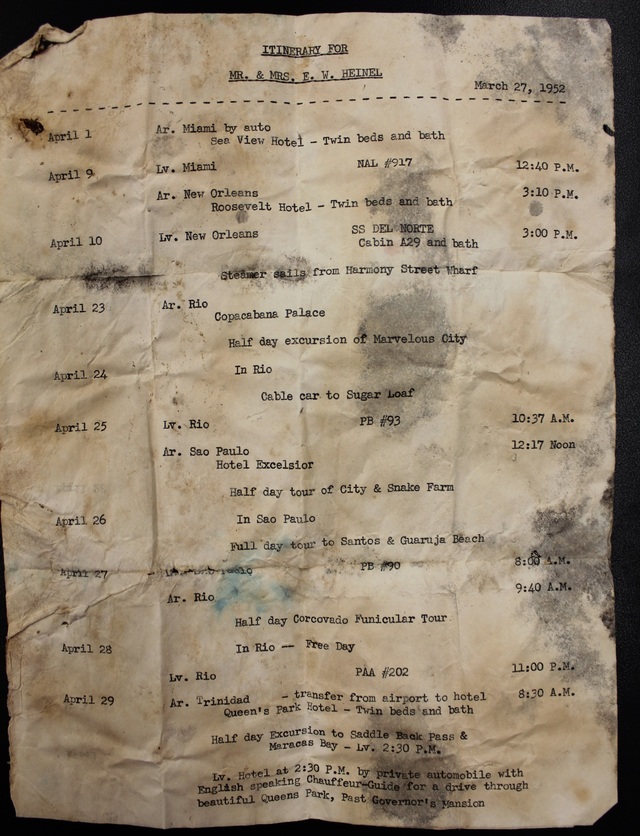 ITINERARY FOR
MR. & MRS. E. W. HEINEL
March 27, 1952
April 1 Ar. Miami by auto
Sea View Hotel - Twin beds and bath
April 9 Lv. Miami NAL #917 12:40 P.M.
Ar. New Orleans 3:10 P.M.
Roosevelt Hotel - Twin beds and bath
April 10 Lv. New Orleans SS DEL NORTE 3:00 P.M.
Cabin A29 and bath
Steamer sails from Harmony Street Wharf
April 23 Ar. Rio
Copacabana Palace
Half day excursion of Marvelous City
April 24 In Rio
Cable car to Sugar Loaf
April 25 Lv. Rio PB #93 10:37 A.M.
Ar. Sao Paulo 12:17 Noon
Hotel Excelsior
Half day tour of City & Snake Farm
April 26 In Sao Paulo
Full day tour to Santos & Guaruja Beach
April 27 PB #90 8:00 A.M.
Ar. Rio 9:40 A.M.
Half day Corcovado Funicular Tour
April 28 In Rio -- Free Day
Lv. Rio PAA #202 11:00 P.M.
April 29 Ar. Trinidad - transfer from airport to hotel 8:30 A.M.
Queen's Park Hotel - Twin beds and bath
Half day Excursion to Saddle Back Pass &
Maracas Bay - Lv. 2:30 P.M.
Lv. Hotel at 2:30 P.M. by private automobile with
English speaking Chauffeur-Guide for a drive through
beautiful Queens Park, Past Governor's Mansion